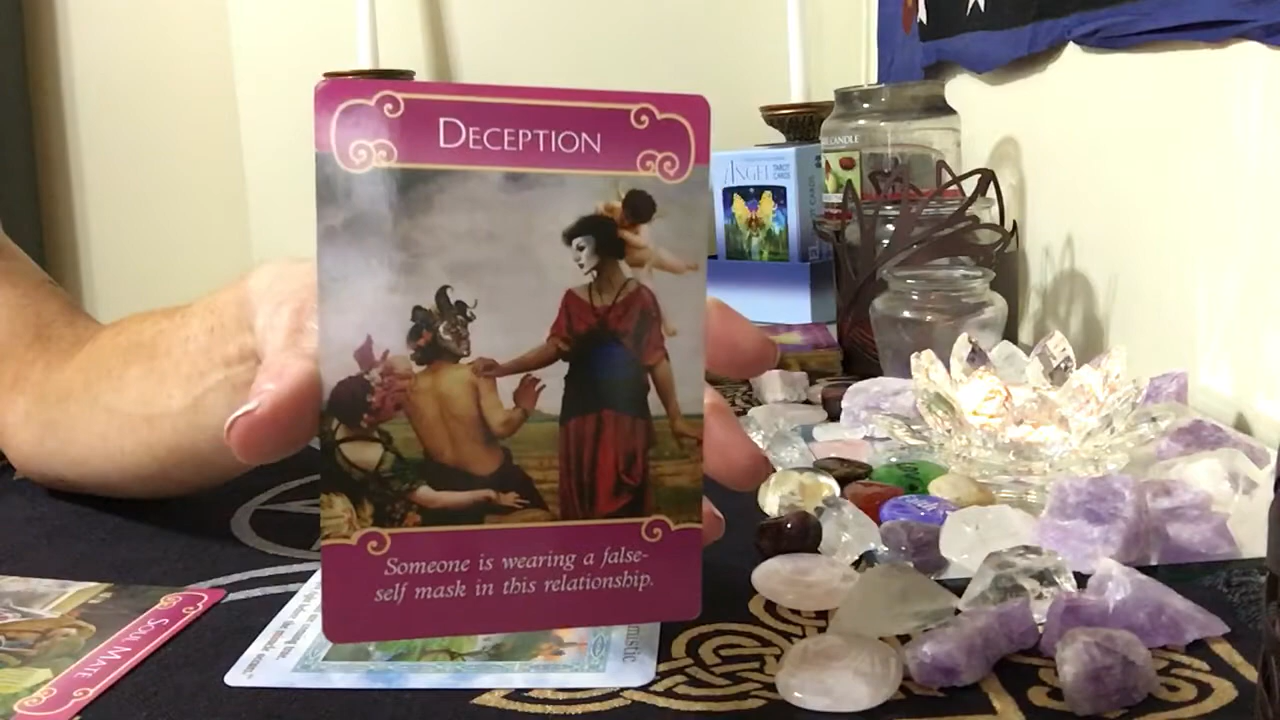 DECEPTION
Someone is wearing a false-
self mask in this relationship.
ANGEL TAROT
CARDS
CANDLE
SOUL MATE